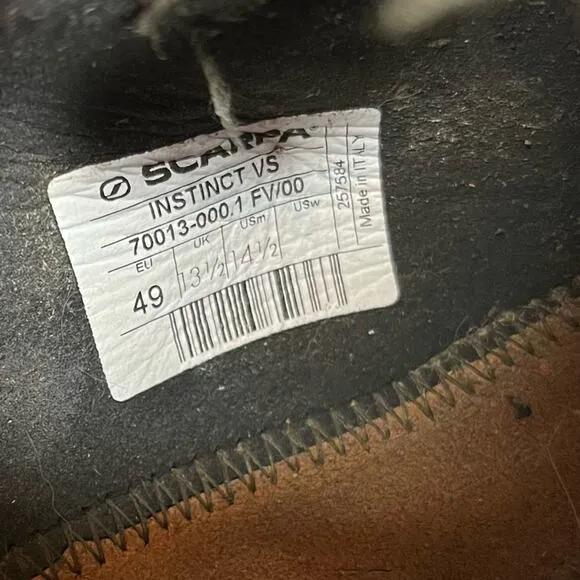 SCARPA
INSTINCT VS
70013-000.1 FV/00
EU UK USm USw
49 13½ 14½ -
257584
Made in ITALY